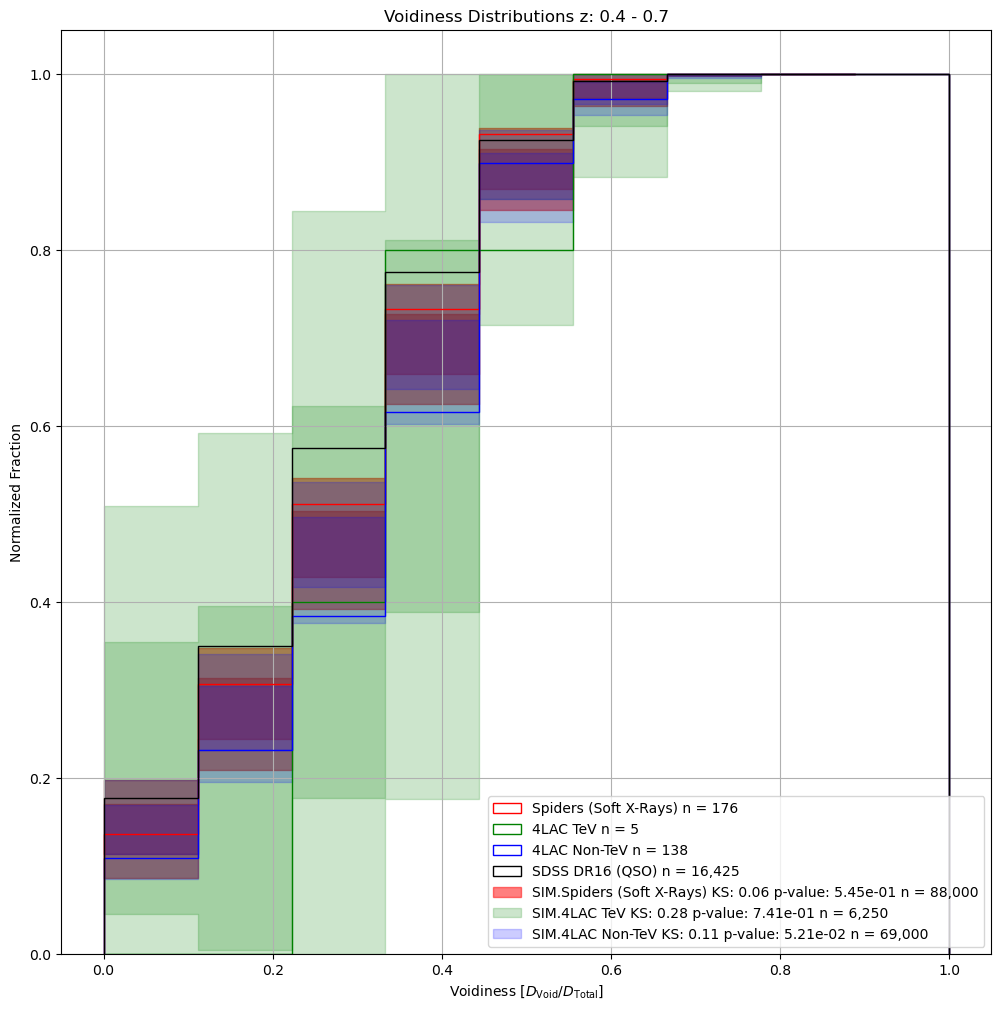 Voidiness Distributions z: 0.4 - 0.7
Normalized Fraction
1.0
0.8
0.6
0.4
0.2
0.0
Spiders (Soft X-Rays) n = 176
4LAC TeV n = 5
4LAC Non-TeV n = 138
SDSS DR16 (QSO) n = 16,425
SIM.Spiders (Soft X-Rays) KS: 0.06 p-value: 5.45e-01 n = 88,000
SIM.4LAC TeV KS: 0.28 p-value: 7.41e-01 n = 6,250
SIM.4LAC Non-TeV KS: 0.11 p-value: 5.21e-02 n = 69,000
0.0 0.2 0.4 0.6 0.8 1.0
Voidiness [D_Void/D_Total]